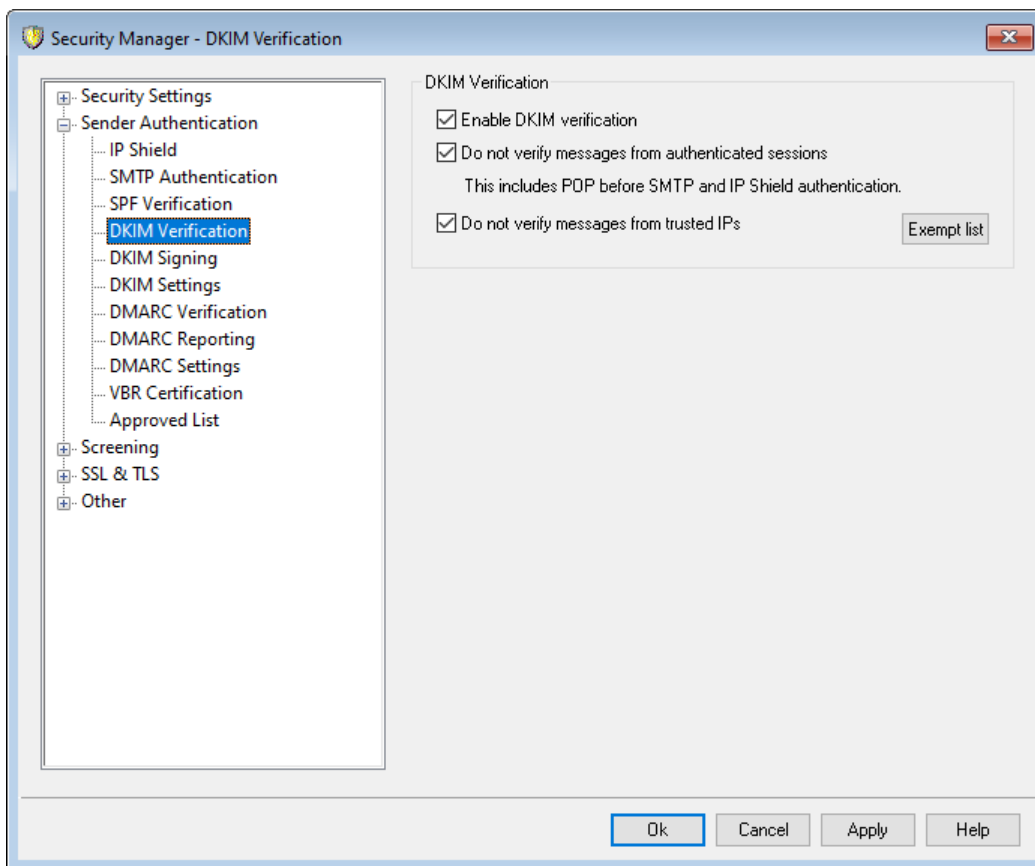 Security Manager - DKIM Verification
Security Settings
Sender Authentication
IP Shield
SMTP Authentication
SPF Verification
DKIM Verification
DKIM Signing
DKIM Settings
DMARC Verification
DMARC Reporting
DMARC Settings
VBR Certification
Approved List
Screening
SSL & TLS
Other
DKIM Verification
Enable DKIM verification
Do not verify messages from authenticated sessions
This includes POP before SMTP and IP Shield authentication.
Do not verify messages from trusted IPs
Exempt list
Ok
Cancel
Apply
Help